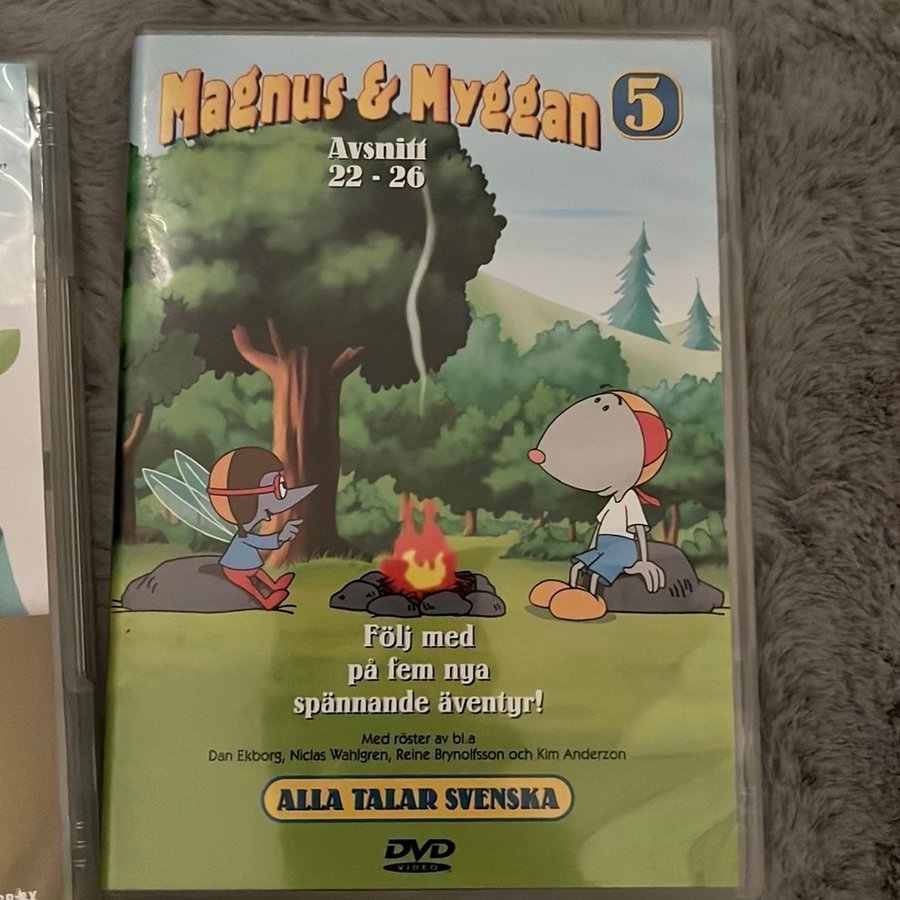 Magnus & Myggan 5
Avsnitt
22 - 26
Följ med
på fem nya
spännande äventyr!
Med röster av bl.a
Dan Ekborg, Niclas Wahlgren, Reine Brynolfsson och Kim Anderzon
ALLA TALAR SVENSKA
DVD
VIDEO